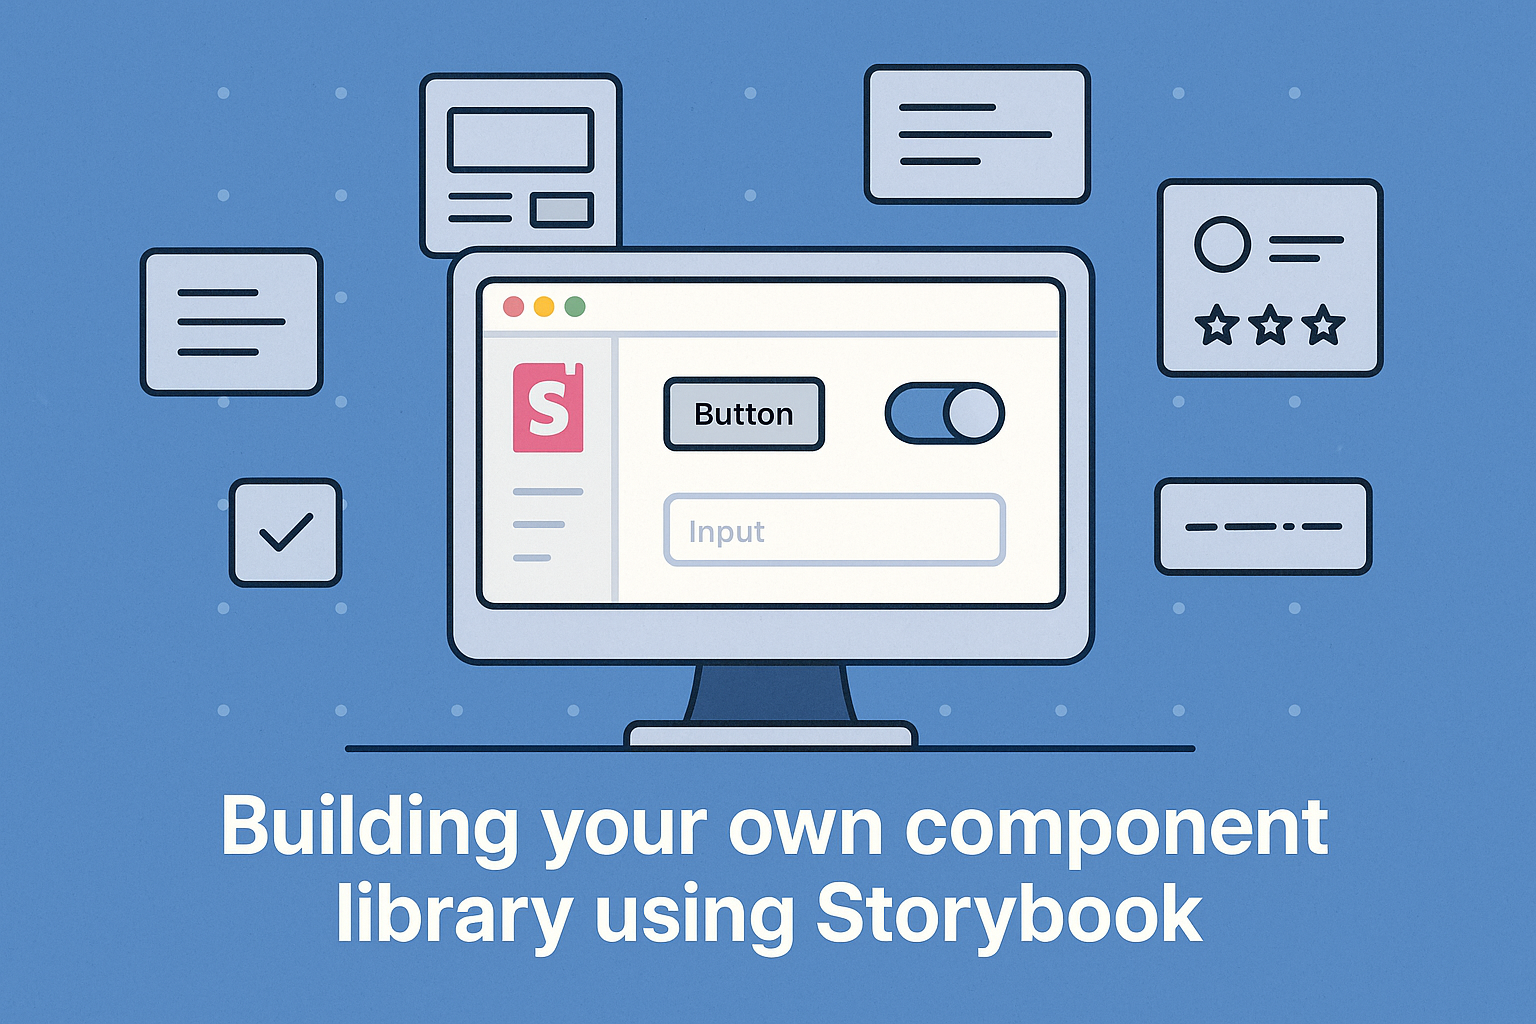 S
Button
Input
Building your own component
library using Storybook